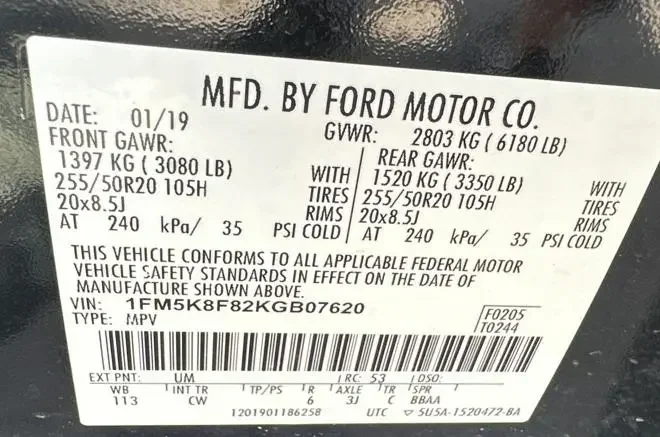 MFD. BY FORD MOTOR CO.
DATE: 01/19 GVWR: 2803 KG ( 6180 LB)
FRONT GAWR: REAR GAWR:
1397 KG ( 3080 LB) WITH 1520 KG ( 3350 LB) WITH
255/50R20 105H TIRES 255/50R20 105H TIRES
20x8.5J RIMS 20x8.5J RIMS
AT 240 kPa/ 35 PSI COLD AT 240 kPa/ 35 PSI COLD
THIS VEHICLE CONFORMS TO ALL APPLICABLE FEDERAL MOTOR
VEHICLE SAFETY STANDARDS IN EFFECT ON THE DATE OF
MANUFACTURE SHOWN ABOVE.
VIN: 1FM5K8F82KGB07620 F0205
TYPE: MPV T0244
EXT PNT: UM RC: 53 DSO:
WB INT TR TP/PS R AXLE TR SPR
113 CW 6 3J C BBAA
1201901186258 UTC 5U5A-1520472-BA